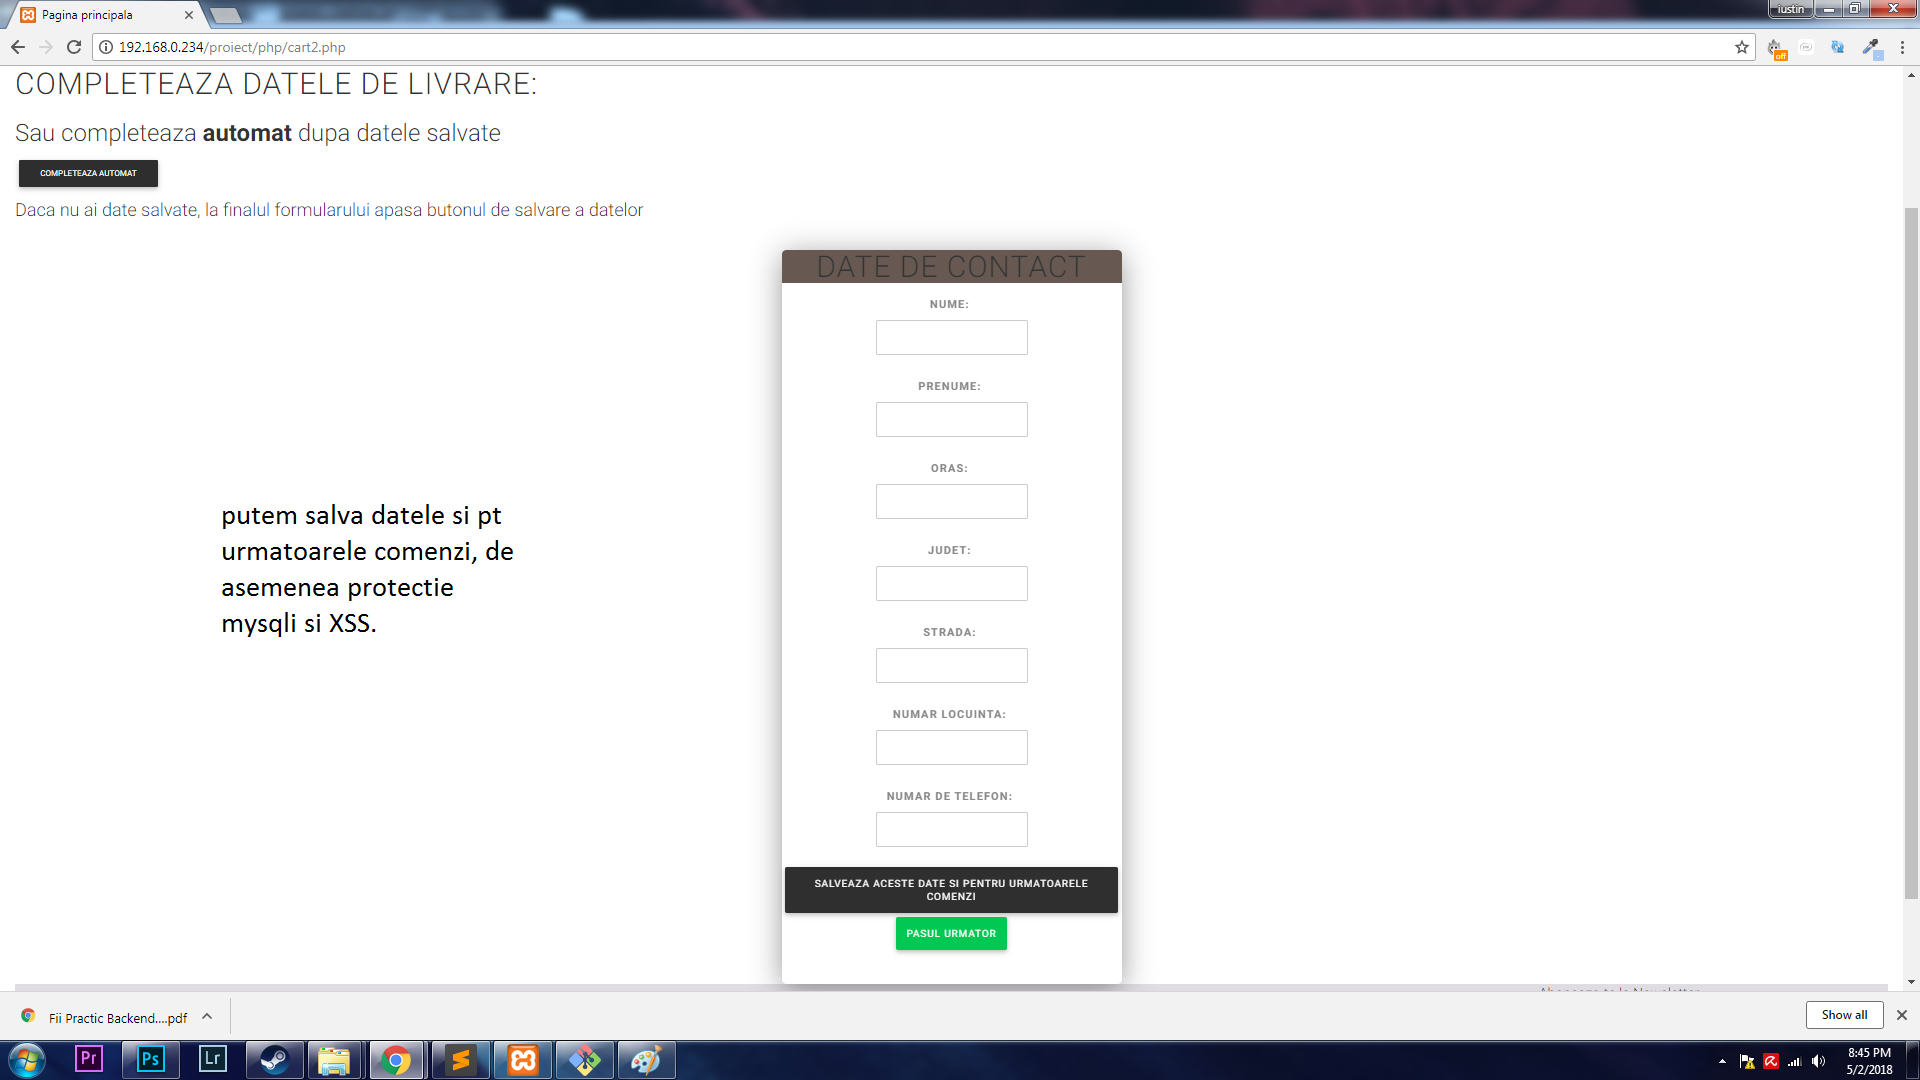 Pagina principala
iustin
192.168.0.234/proiect/php/cart2.php
off
COMPLETEAZA DATELE DE LIVRARE:
Sau completeaza automat dupa datele salvate
COMPLETEAZA AUTOMAT
Daca nu ai date salvate, la finalul formularului apasa butonul de salvare a datelor
DATE DE CONTACT
NUME:
PRENUME:
ORAS:
JUDET:
STRADA:
NUMAR LOCUINTA:
NUMAR DE TELEFON:
SALVEAZA ACESTE DATE SI PENTRU URMATOARELE
COMENZI
PASUL URMATOR
putem salva datele si pt
urmatoarele comenzi, de
asemenea protectie
mysqli si XSS.
Fii Practic Backend....pdf
Show all
Pr
Ps
Lr
8:45 PM
5/2/2018